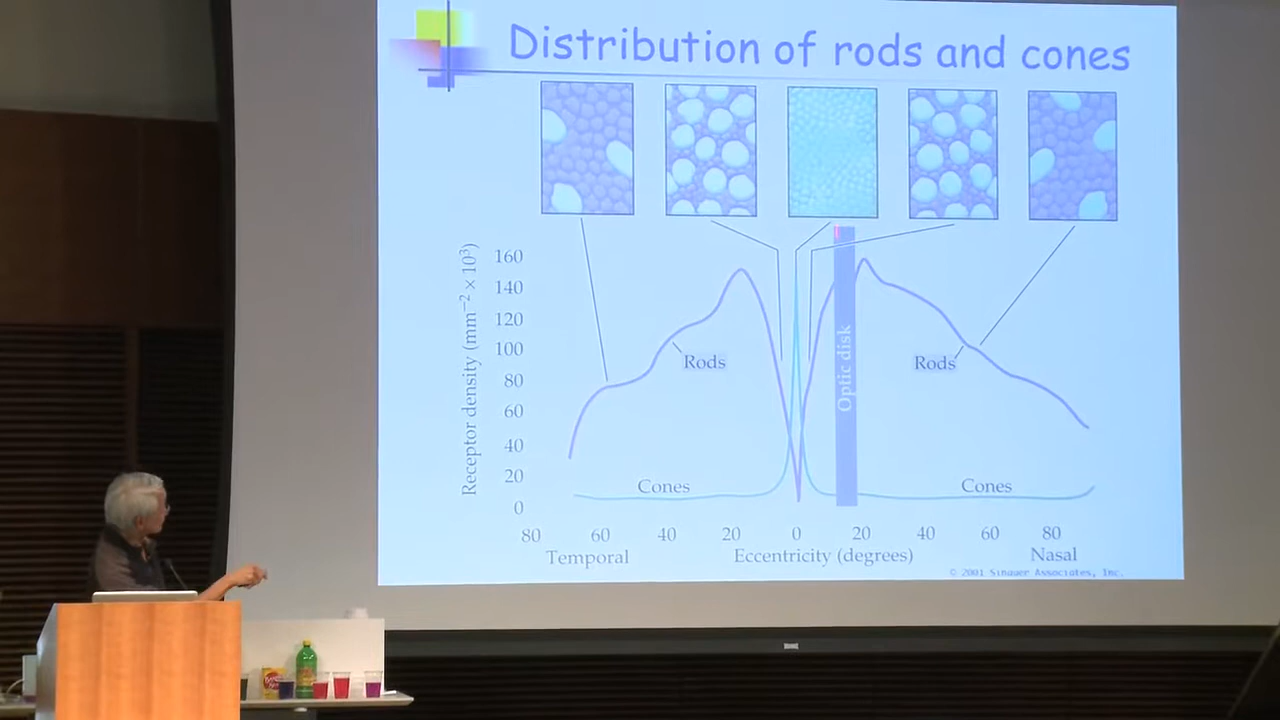 Distribution of rods and cones
Receptor density (mm⁻² × 10³)
160
140
120
100
80
60
40
20
0
Rods
Rods
Optic disk
Cones
Cones
80 60 40 20 0 20 40 60 80
Temporal Eccentricity (degrees) Nasal
© 2001 Sinauer Associates, Inc.